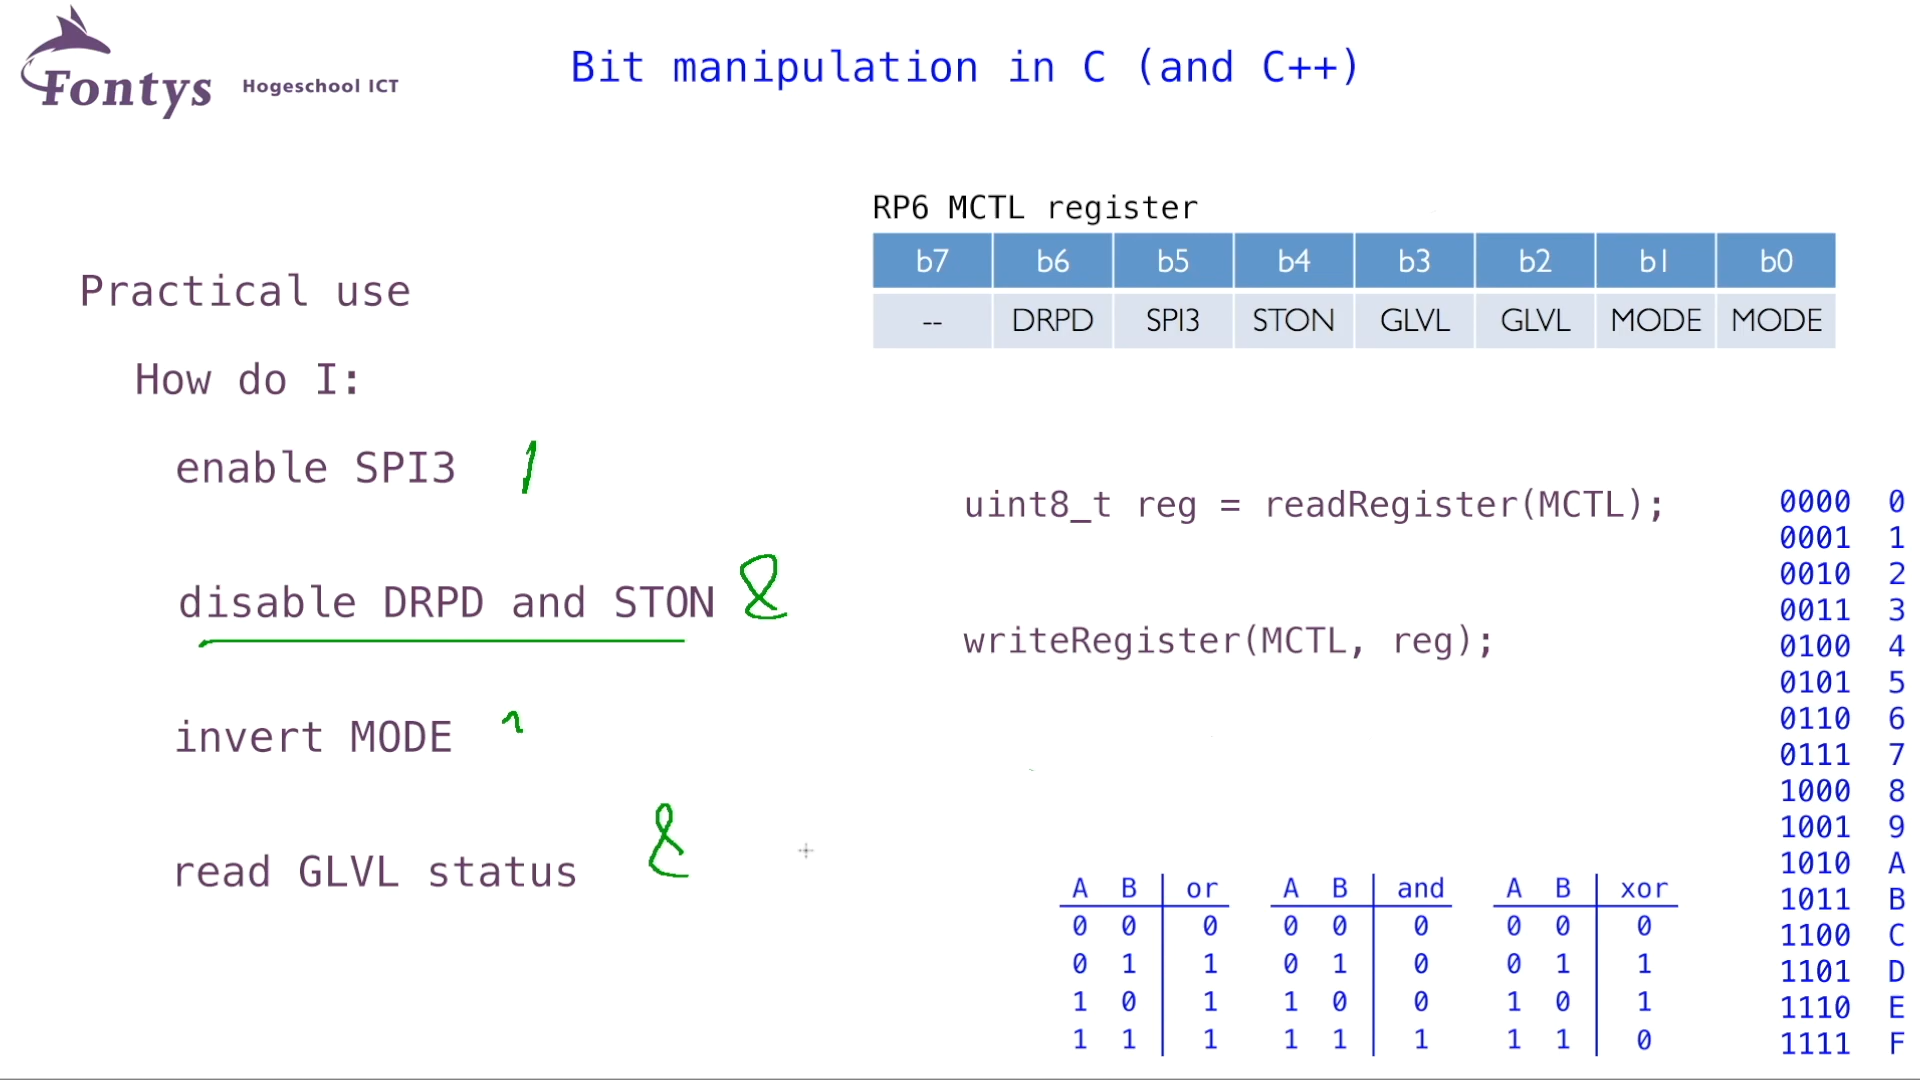 Fontys Hogeschool ICT
Bit manipulation in C (and C++)
RP6 MCTL register
b7 b6 b5 b4 b3 b2 b1 b0
-- DRPD SPI3 STON GLVL GLVL MODE MODE
Practical use
How do I:
enable SPI3 |
disable DRPD and STON &
invert MODE ^
read GLVL status &
uint8_t reg = readRegister(MCTL);
writeRegister(MCTL, reg);
0000 0
0001 1
0010 2
0011 3
0100 4
0101 5
0110 6
0111 7
1000 8
1001 9
1010 A
1011 B
1100 C
1101 D
1110 E
1111 F
A B or
0 0 0
0 1 1
1 0 1
1 1 1
A B and
0 0 0
0 1 0
1 0 0
1 1 1
A B xor
0 0 0
0 1 1
1 0 1
1 1 0